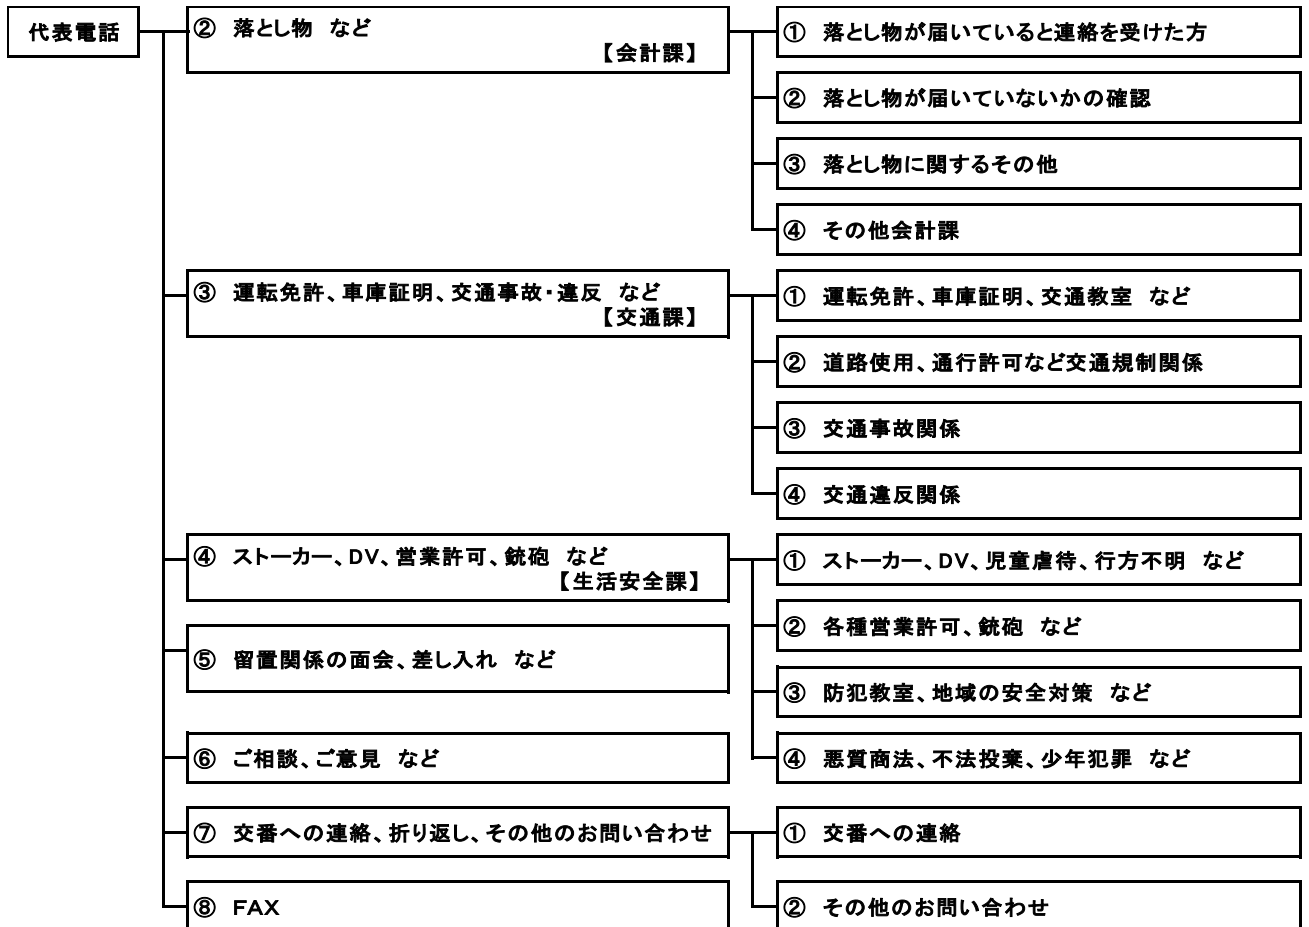 代表電話
② 落とし物 など
【会計課】
① 落とし物が届いていると連絡を受けた方
② 落とし物が届いていないかの確認
③ 落とし物に関するその他
④ その他会計課
③ 運転免許、車庫証明、交通事故・違反 など
【交通課】
① 運転免許、車庫証明、交通教室 など
② 道路使用、通行許可など交通規制関係
③ 交通事故関係
④ 交通違反関係
④ ストーカー、DV、営業許可、銃砲 など
【生活安全課】
① ストーカー、DV、児童虐待、行方不明 など
② 各種営業許可、銃砲 など
③ 防犯教室、地域の安全対策 など
④ 悪質商法、不法投棄、少年犯罪 など
⑤ 留置関係の面会、差し入れ など
⑥ ご相談、ご意見 など
⑦ 交番への連絡、折り返し、その他のお問い合わせ
① 交番への連絡
② その他のお問い合わせ
⑧ FAX